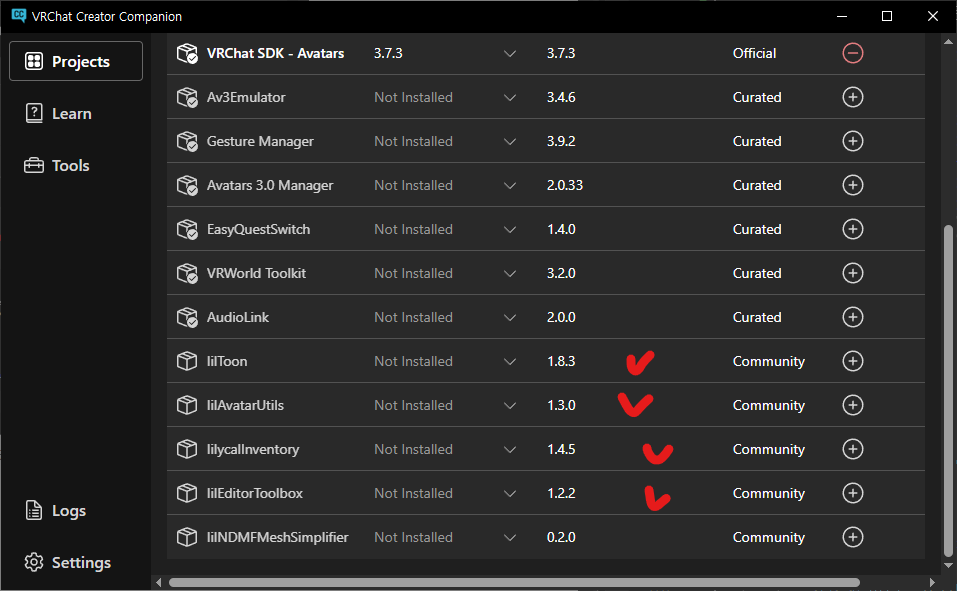 VRChat Creator Companion
Projects
Learn
Tools
Logs
Settings
VRChat SDK - Avatars 3.7.3 3.7.3 Official
Av3Emulator Not Installed 3.4.6 Curated
Gesture Manager Not Installed 3.9.2 Curated
Avatars 3.0 Manager Not Installed 2.0.33 Curated
EasyQuestSwitch Not Installed 1.4.0 Curated
VRWorld Toolkit Not Installed 3.2.0 Curated
AudioLink Not Installed 2.0.0 Curated
lilToon Not Installed 1.8.3 Community
lilAvatarUtils Not Installed 1.3.0 Community
lilycalInventory Not Installed 1.4.5 Community
lilEditorToolbox Not Installed 1.2.2 Community
lilNDMFMeshSimplifier Not Installed 0.2.0 Community